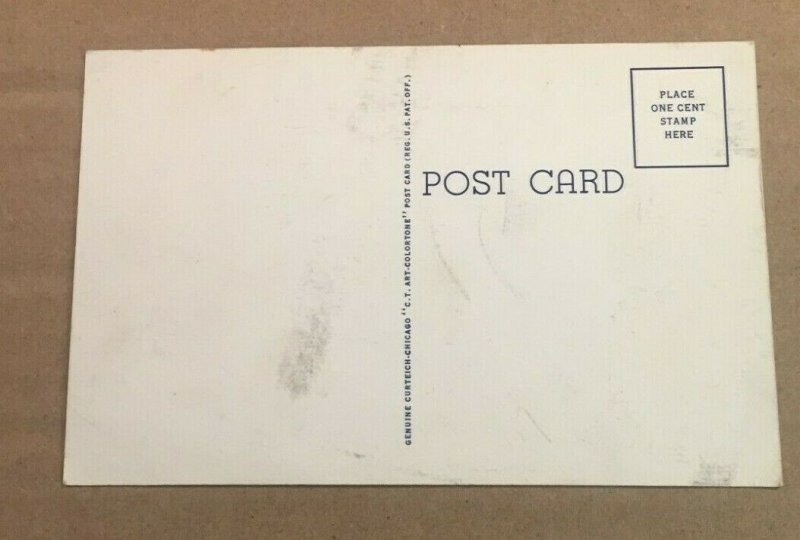 GENUINE CURTEICH-CHICAGO "C.T. ART-COLORTONE" POST CARD (REG. U.S. PAT. OFF.)
POST CARD
PLACE
ONE CENT
STAMP
HERE